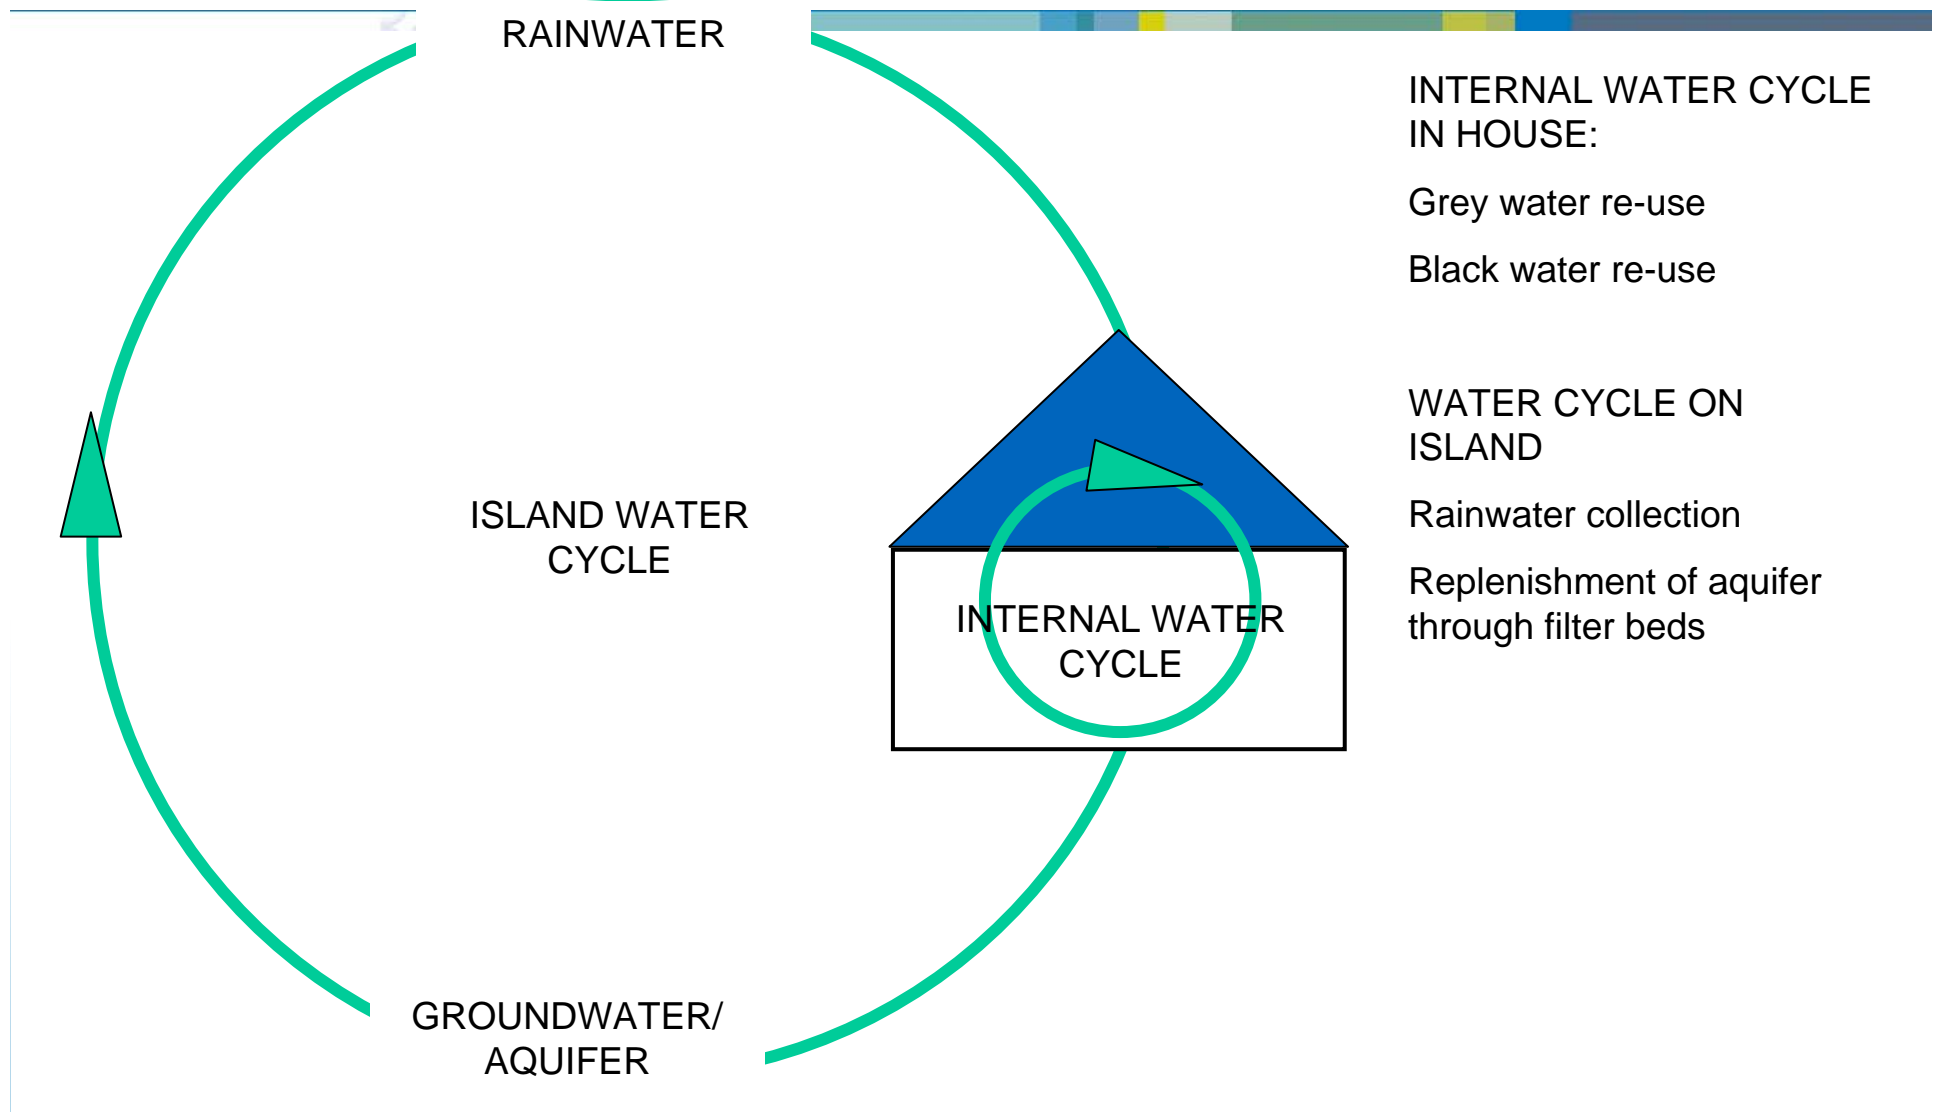 RAINWATER
ISLAND WATER
CYCLE
INTERNAL WATER
CYCLE
GROUNDWATER/
AQUIFER
INTERNAL WATER CYCLE
IN HOUSE:
Grey water re-use
Black water re-use
WATER CYCLE ON
ISLAND
Rainwater collection
Replenishment of aquifer
through filter beds